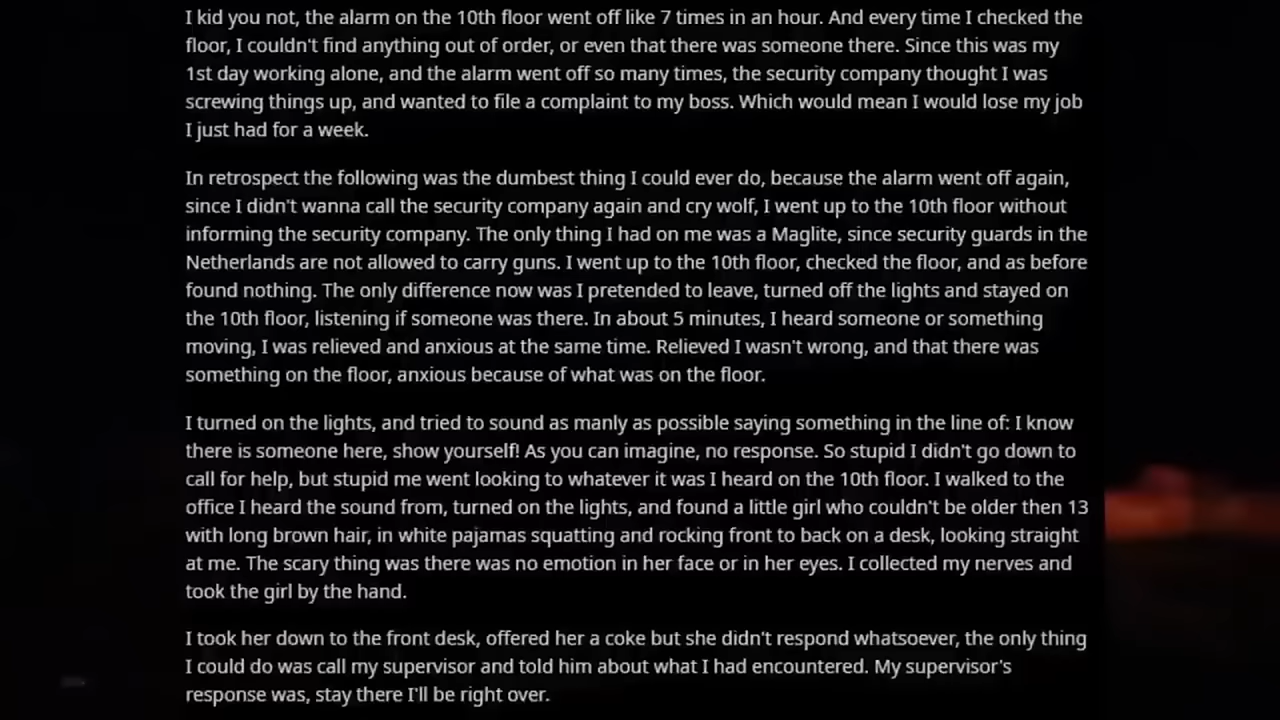 I kid you not, the alarm on the 10th floor went off like 7 times in an hour. And every time I checked the
floor, I couldn't find anything out of order, or even that there was someone there. Since this was my
1st day working alone, and the alarm went off so many times, the security company thought I was
screwing things up, and wanted to file a complaint to my boss. Which would mean I would lose my job
I just had for a week.
In retrospect the following was the dumbest thing I could ever do, because the alarm went off again,
since I didn't wanna call the security company again and cry wolf, I went up to the 10th floor without
informing the security company. The only thing I had on me was a Maglite, since security guards in the
Netherlands are not allowed to carry guns. I went up to the 10th floor, checked the floor, and as before
found nothing. The only difference now was I pretended to leave, turned off the lights and stayed on
the 10th floor, listening if someone was there. In about 5 minutes, I heard someone or something
moving, I was relieved and anxious at the same time. Relieved I wasn't wrong, and that there was
something on the floor, anxious because of what was on the floor.
I turned on the lights, and tried to sound as manly as possible saying something in the line of: I know
there is someone here, show yourself! As you can imagine, no response. So stupid I didn't go down to
call for help, but stupid me went looking to whatever it was I heard on the 10th floor. I walked to the
office I heard the sound from, turned on the lights, and found a little girl who couldn't be older then 13
with long brown hair, in white pajamas squatting and rocking front to back on a desk, looking straight
at me. The scary thing was there was no emotion in her face or in her eyes. I collected my nerves and
took the girl by the hand.
I took her down to the front desk, offered her a coke but she didn't respond whatsoever, the only thing
I could do was call my supervisor and told him about what I had encountered. My supervisor's
response was, stay there I'll be right over.